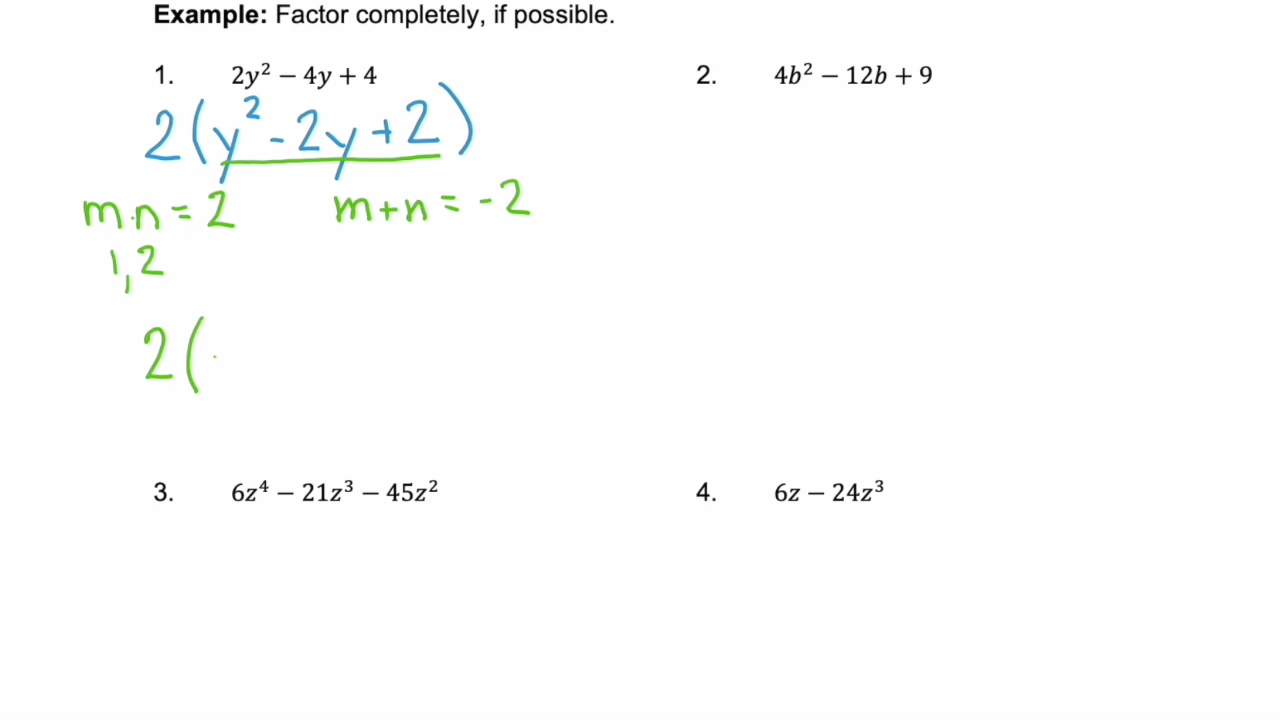 Example: Factor completely, if possible.
1. 2y² – 4y + 4
2(y² - 2y + 2)
m·n = 2 m+n = -2
1, 2
2(
2. 4b² – 12b + 9
3. 6z⁴ – 21z³ – 45z²
4. 6z – 24z³